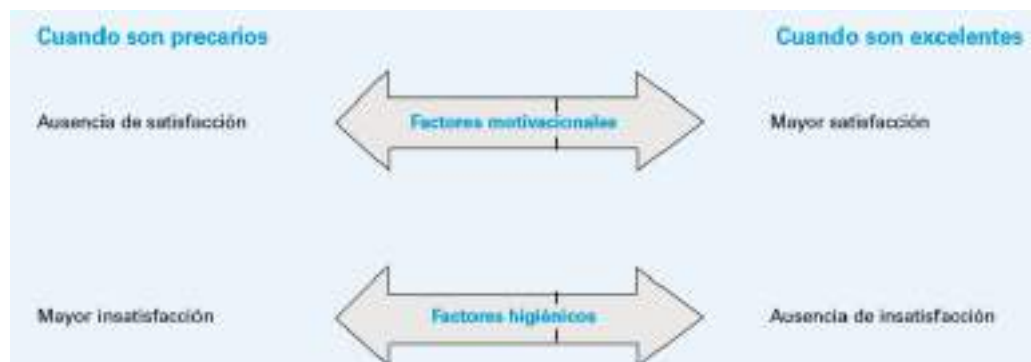 Cuando son precarios Cuando son excelentes
Ausencia de satisfacción Factores motivacionales Mayor satisfacción
Mayor insatisfacción Factores higiénicos Ausencia de insatisfacción